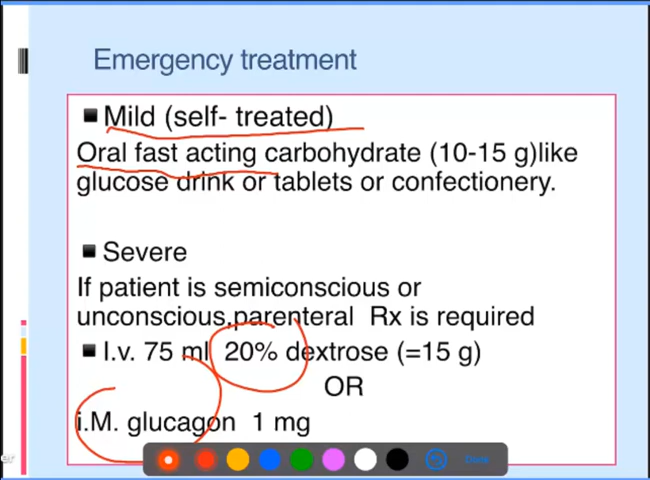 Emergency treatment
Mild (self- treated)
Oral fast acting carbohydrate (10-15 g)like
glucose drink or tablets or confectionery.
Severe
If patient is semiconscious or
unconscious,parenteral Rx is required
I.v. 75 ml 20% dextrose (=15 g)
OR
i.M. glucagon 1 mg